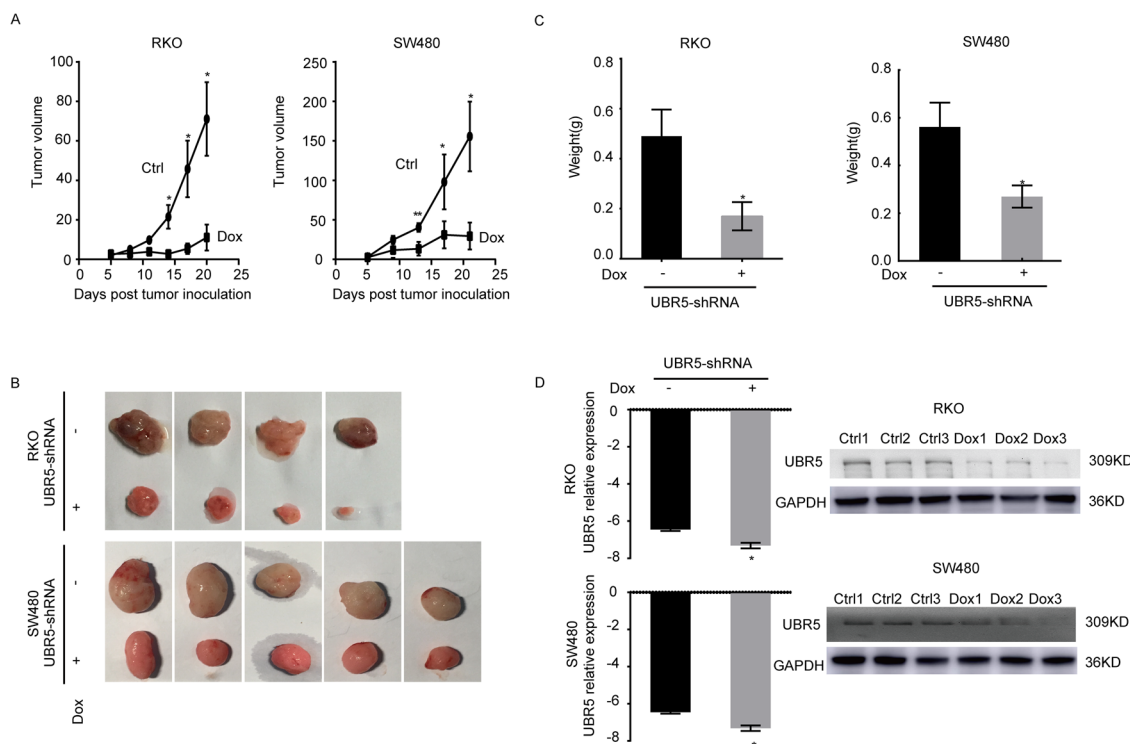 A
RKO
Tumor volume
100
80
60
40
20
0
Ctrl
*
*
*
Dox
0 5 10 15 20 25
Days post tumor inoculation
SW480
Tumor volume
250
200
150
100
50
0
Ctrl
**
*
*
Dox
0 5 10 15 20 25
Days post tumor inoculation
B
RKO
UBR5-shRNA
-
+
SW480
UBR5-shRNA
-
+
Dox
C
RKO
Weight(g)
0.8
0.6
0.4
0.2
0.0
*
Dox - +
UBR5-shRNA
SW480
Weight(g)
0.8
0.6
0.4
0.2
0.0
*
Dox - +
UBR5-shRNA
D
UBR5-shRNA
Dox - +
RKO
UBR5 relative expression
0
-2
-4
-6
-8
*
RKO
Ctrl1 Ctrl2 Ctrl3 Dox1 Dox2 Dox3
UBR5 309KD
GAPDH 36KD
SW480
UBR5 relative expression
0
-2
-4
-6
-8
*
SW480
Ctrl1 Ctrl2 Ctrl3 Dox1 Dox2 Dox3
UBR5 309KD
GAPDH 36KD